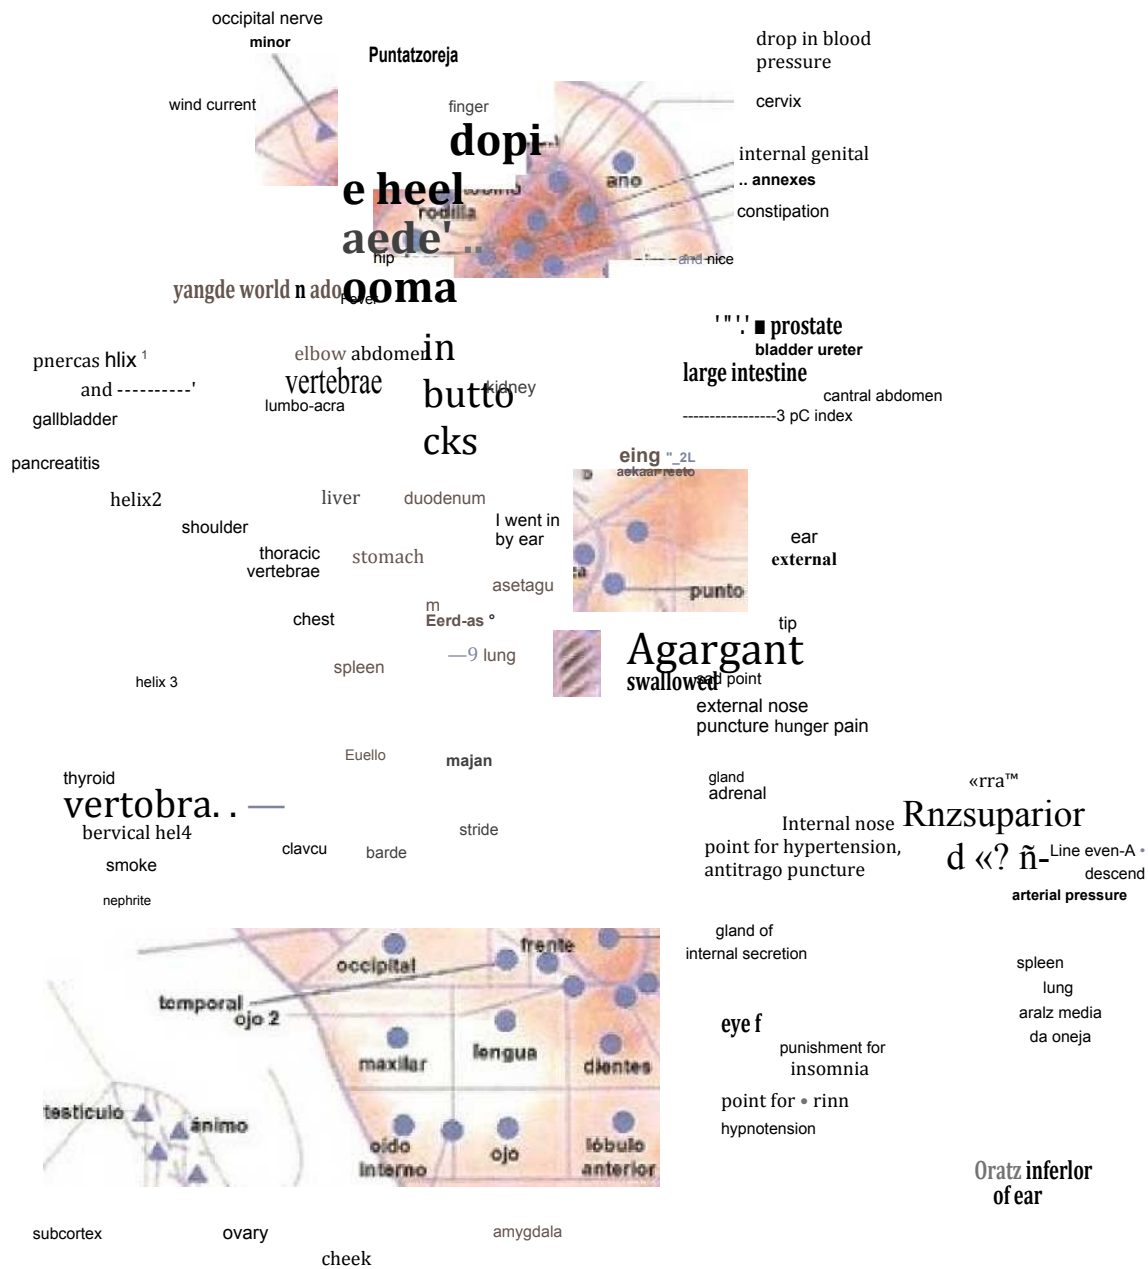 occipital nerve
minor
Puntatzoreja
drop in blood
pressure
wind current
finger
cervix
dopi
internal genital
ano
.. annexes
e heel
rodilla
constipation
aede' ..
hip
and nice
yangde world n ado
Fever
ooma
' " '.' ■ prostate
bladder ureter
in
pnercas hlix 1
elbow abdomen
large intestine
and ----------'
vertebrae
kidney
butto
cantral abdomen
lumbo-acra
gallbladder
-----------------3 pC index
cks
eing "_2L
pancreatitis
aekaar reeto
helix2
liver
duodenum
I went in
by ear
shoulder
ear
external
thoracic
vertebrae
stomach
asetagu
punto
m
Eerd-as °
chest
tip
Agargant
—9 lung
spleen
swallowed
sad point
helix 3
external nose
puncture hunger pain
Euello
majan
thyroid
gland
adrenal
«rra™
vertobra. . —
Rnzsuparior
Internal nose
bervical hel4
stride
clavcu
barde
point for hypertension,
antitrago puncture
d «? ñ-
Line even-A •
descend
smoke
arterial pressure
nephrite
gland of
internal secretion
frente
occipital
spleen
temporal
lung
ojo 2
aralz media
eye f
da oneja
maxilar
lengua
dientes
punishment for
insomnia
testículo
point for • rinn
ánimo
hypnotension
oído
interno
ojo
lóbulo
anterior
Oratz inferlor
of ear
subcortex
ovary
amygdala
cheek